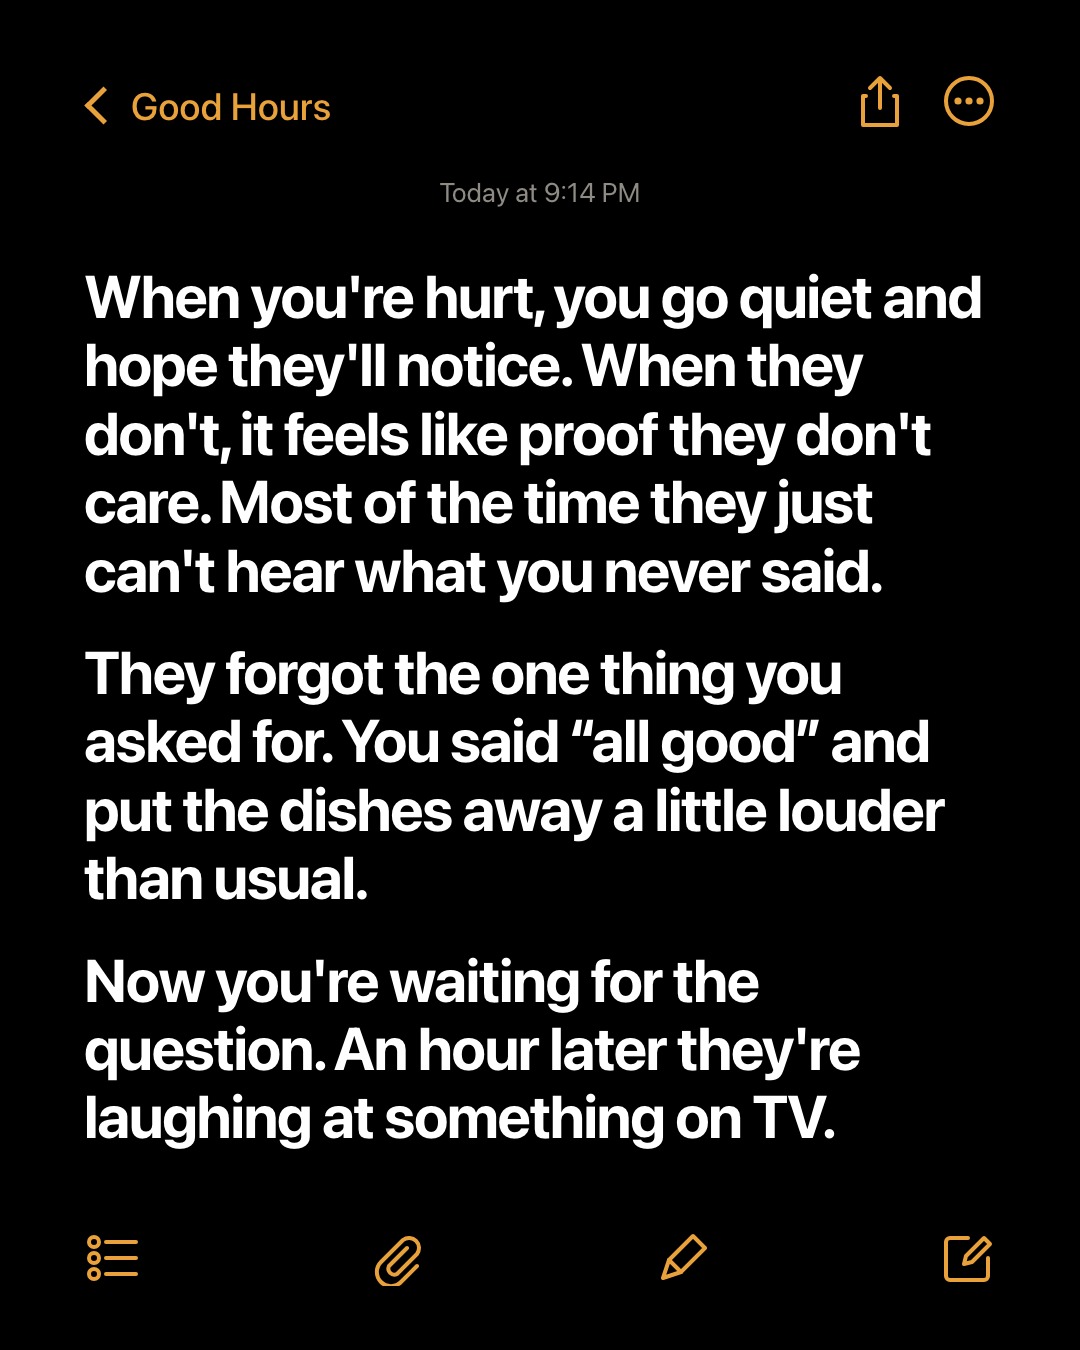 Good Hours
Today at 9:14 PM
When you're hurt, you go quiet and
hope they'll notice. When they
don't, it feels like proof they don't
care. Most of the time they just
can't hear what you never said.
They forgot the one thing you
asked for. You said “all good” and
put the dishes away a little louder
than usual.
Now you're waiting for the
question. An hour later they're
laughing at something on TV.